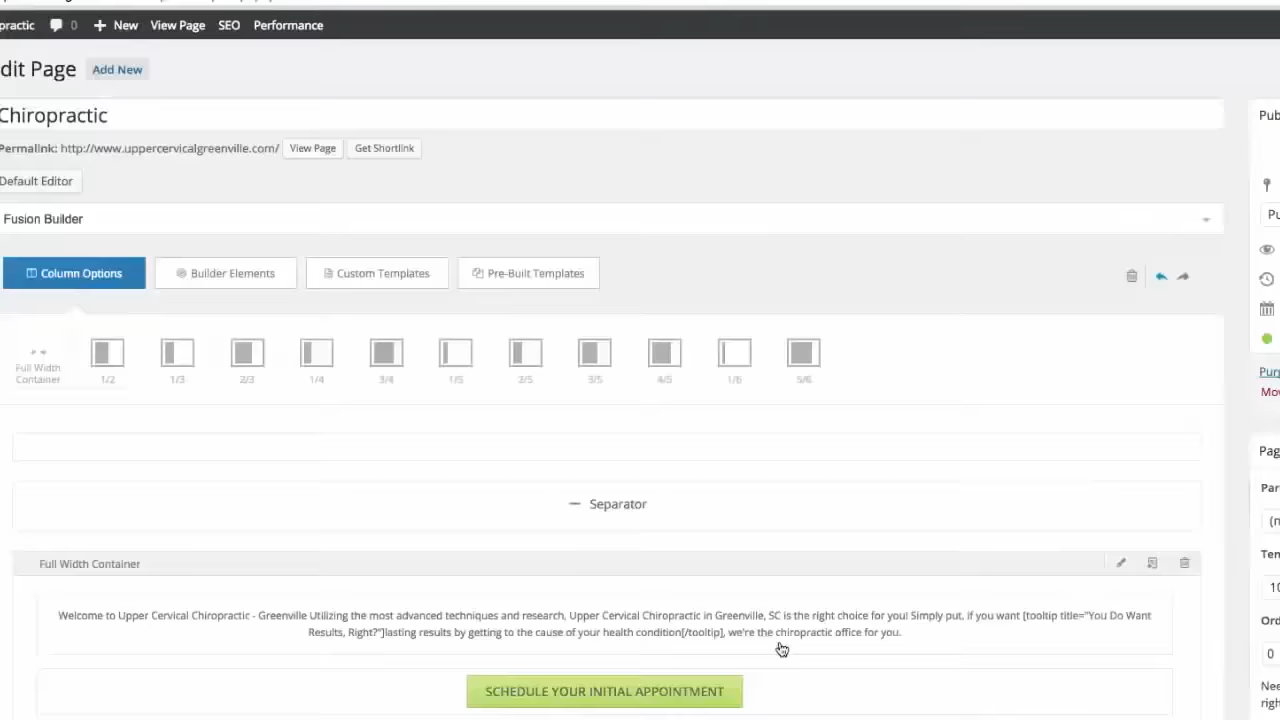 practic 0 New View Page SEO Performance
dit Page Add New
Chiropractic
Permalink: http://www.uppercervicalgreenville.com/ View Page Get Shortlink
Default Editor
Fusion Builder
Column Options Builder Elements Custom Templates Pre-Built Templates
Full Width
Container 1/2 1/3 2/3 1/4 3/4 1/5 2/5 3/5 4/5 1/6 5/6
Separator
Full Width Container
Welcome to Upper Cervical Chiropractic - Greenville Utilizing the most advanced techniques and research, Upper Cervical Chiropractic in Greenville, SC is the right choice for you! Simply put, if you want [tooltip title="You Do Want
Results, Right?"]lasting results by getting to the cause of your health condition[/tooltip], we're the chiropractic office for you.
SCHEDULE YOUR INITIAL APPOINTMENT
Pub
Pu
Purg
Mov
Pag
Par
(n
Tem
10
Ord
0
Nee
righ